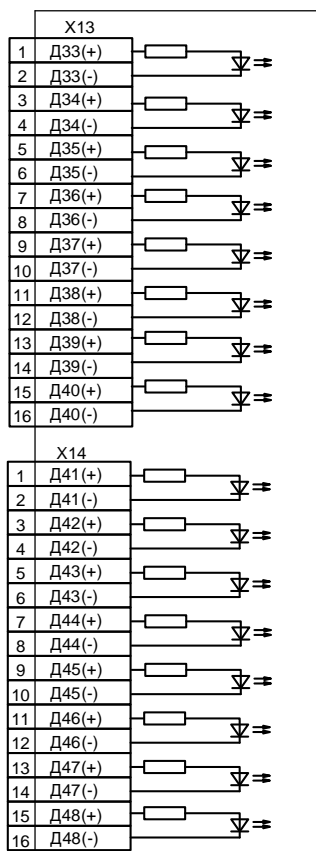 X13
1 Д33(+)
2 Д33(-)
3 Д34(+)
4 Д34(-)
5 Д35(+)
6 Д35(-)
7 Д36(+)
8 Д36(-)
9 Д37(+)
10 Д37(-)
11 Д38(+)
12 Д38(-)
13 Д39(+)
14 Д39(-)
15 Д40(+)
16 Д40(-)
X14
1 Д41(+)
2 Д41(-)
3 Д42(+)
4 Д42(-)
5 Д43(+)
6 Д43(-)
7 Д44(+)
8 Д44(-)
9 Д45(+)
10 Д45(-)
11 Д46(+)
12 Д46(-)
13 Д47(+)
14 Д47(-)
15 Д48(+)
16 Д48(-)